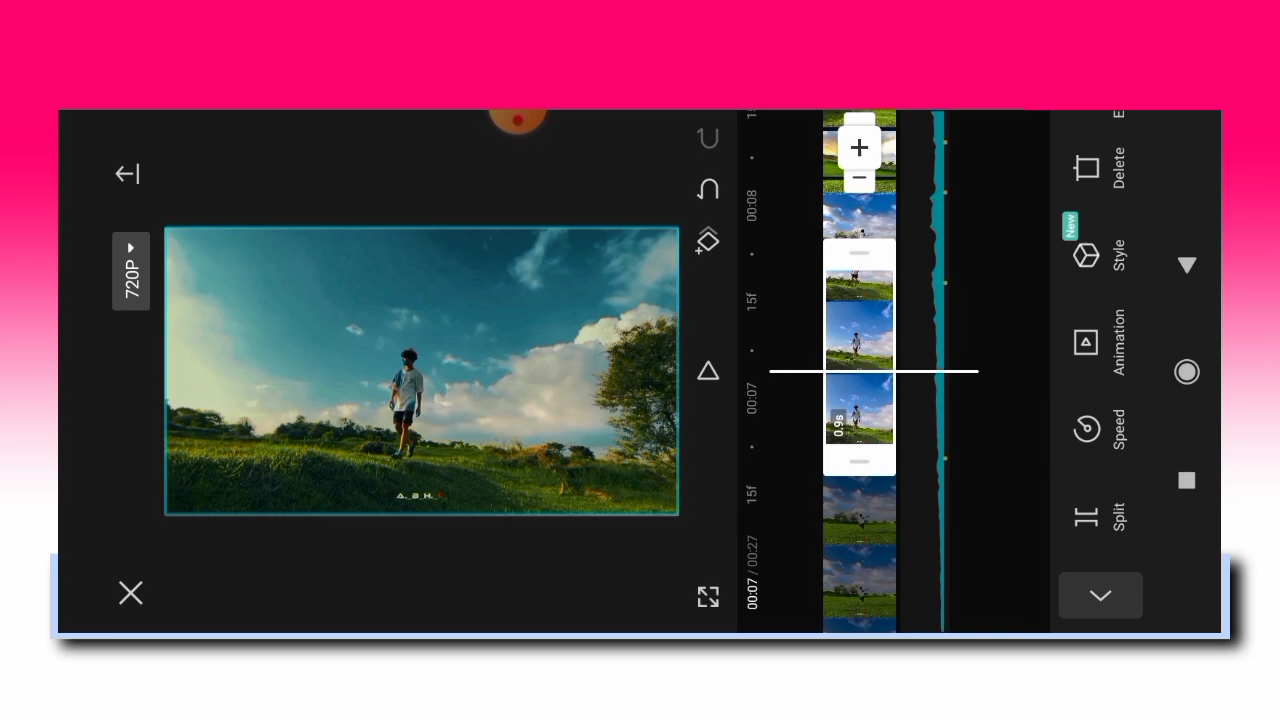 720P
A. B H.
00:07 / 00:27
15f
00:07
15f
00:08
0.9s
Split
Speed
Animation
Style
New
Delete